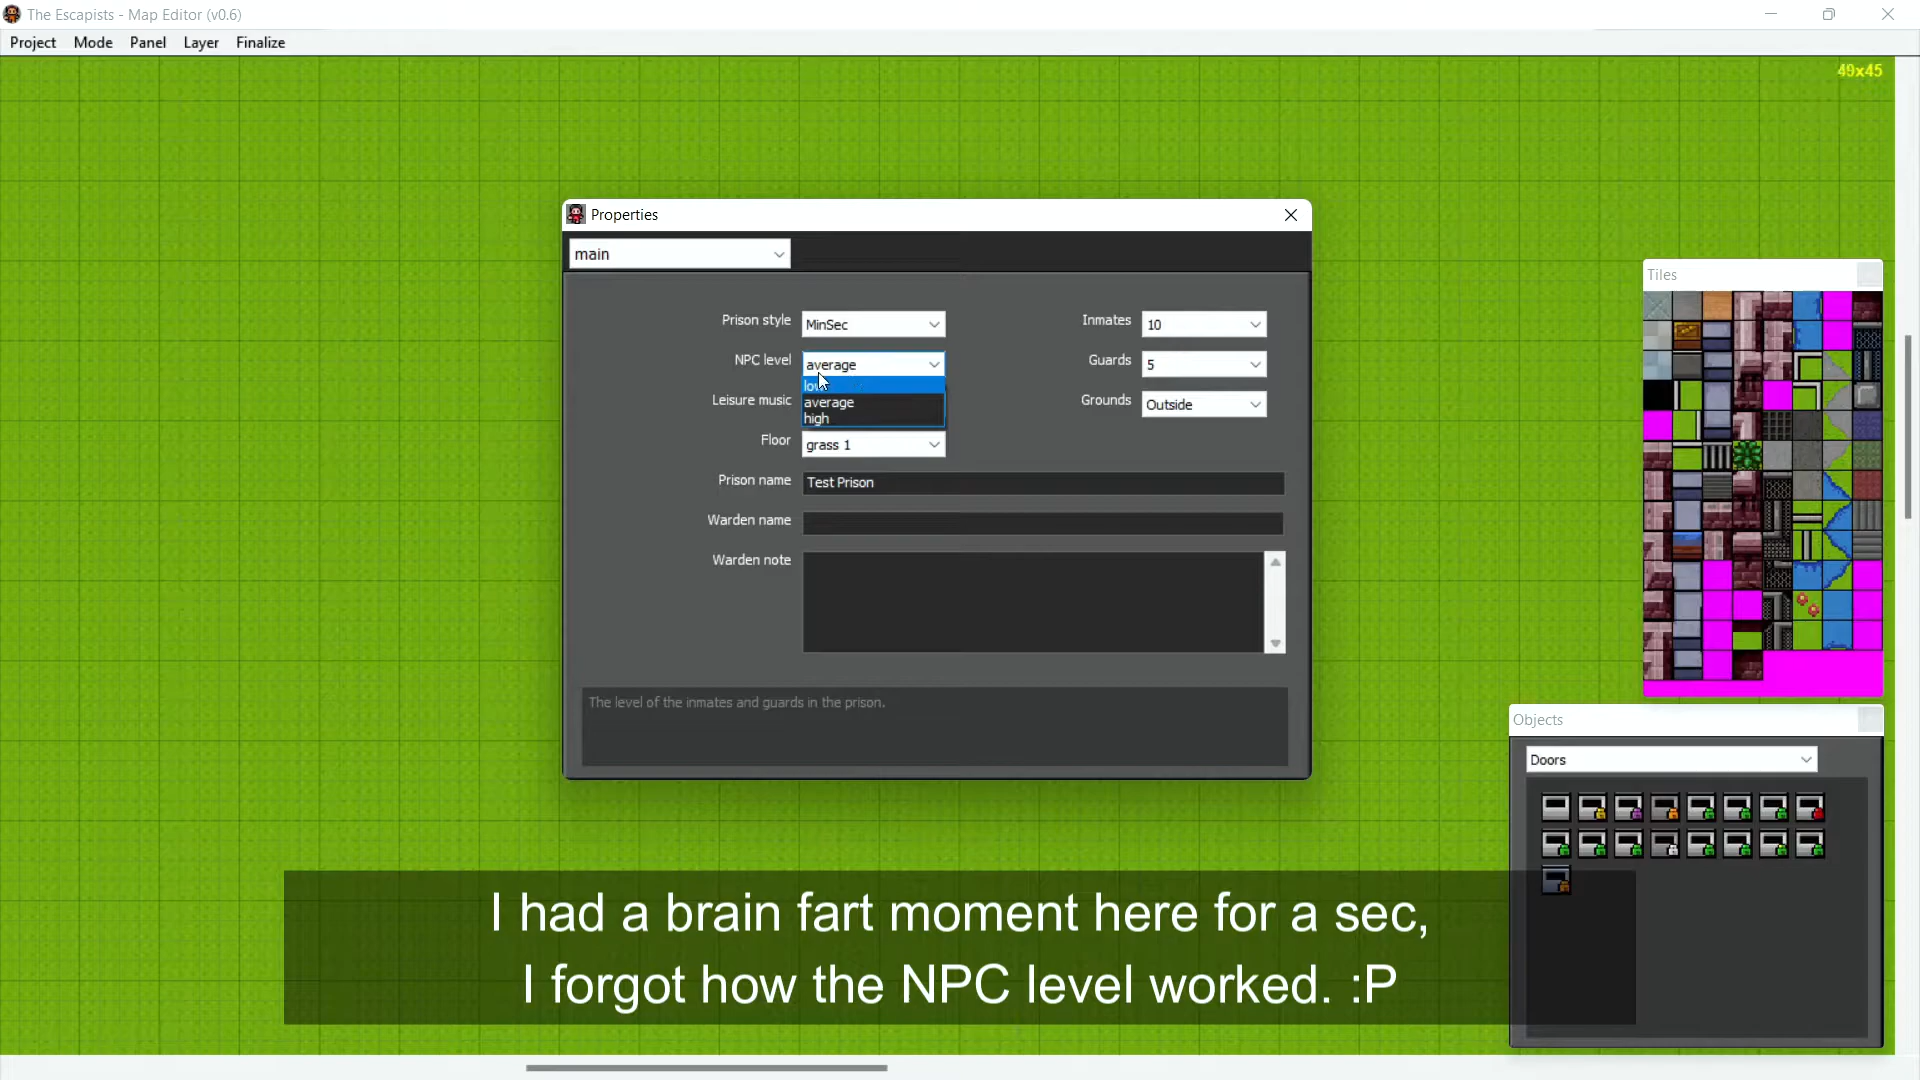 The Escapists - Map Editor (v0.6)
Project Mode Panel Layer Finalize
49x45
Properties
main
Prison style MinSec Inmates 10
NPC level average Guards 5
low
Leisure music average Grounds Outside
high
Floor grass 1
Prison name Test Prison
Warden name
Warden note
The level of the inmates and guards in the prison.
Tiles
Objects
Doors
I had a brain fart moment here for a sec,
I forgot how the NPC level worked. :P